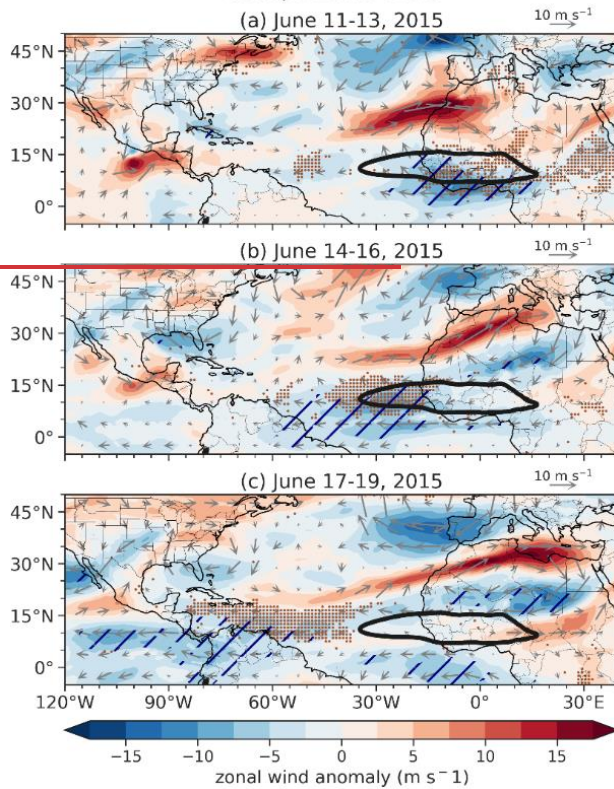 (a) June 11-13, 2015
10 m s⁻¹
45°N
30°N
15°N
0°
(b) June 14-16, 2015
10 m s⁻¹
45°N
30°N
15°N
0°
(c) June 17-19, 2015
10 m s⁻¹
45°N
30°N
15°N
0°
120°W 90°W 60°W 30°W 0° 30°E
−15 −10 −5 0 5 10 15
zonal wind anomaly (m s⁻¹)